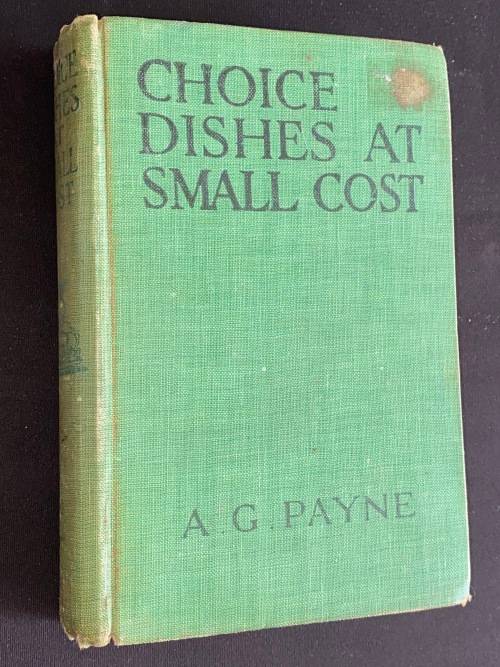 CHOICE
DISHES AT
SMALL COST
A. G. PAYNE